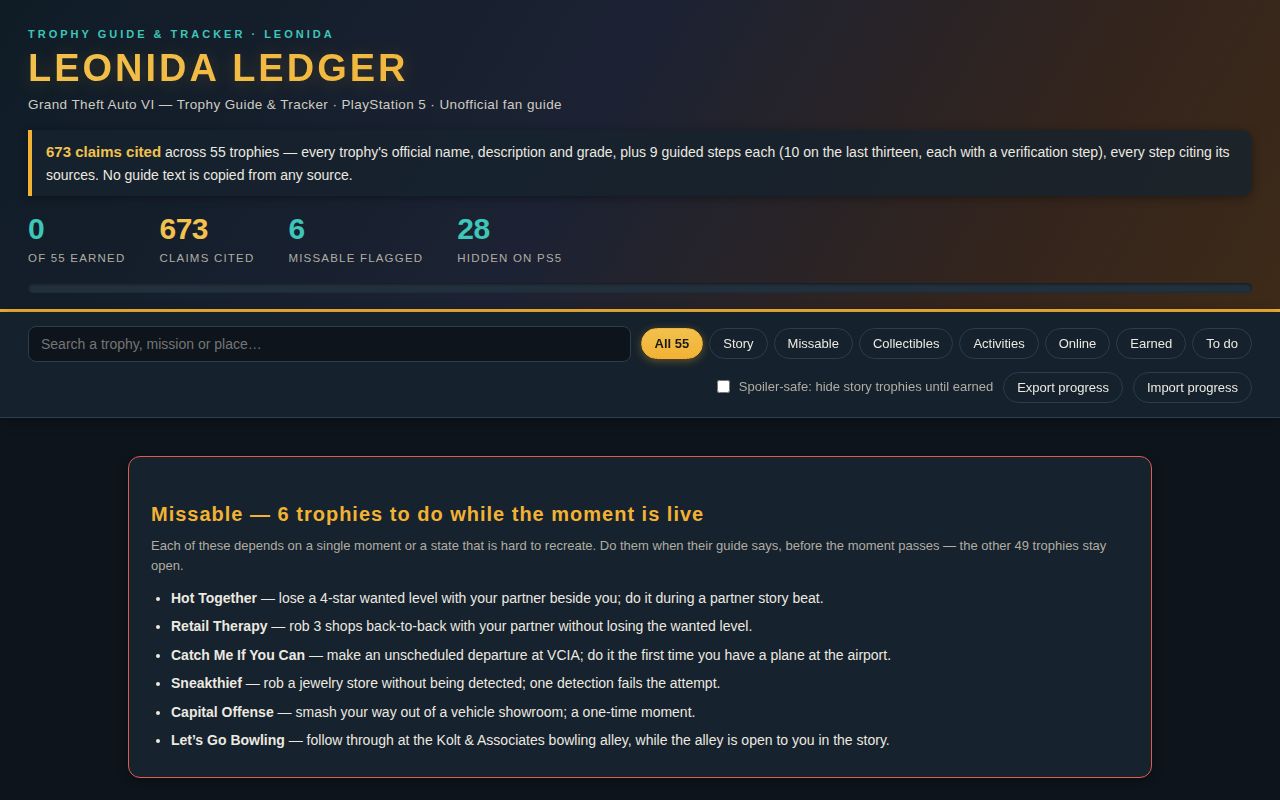 TROPHY GUIDE & TRACKER · LEONIDA
LEONIDA LEDGER
Grand Theft Auto VI — Trophy Guide & Tracker · PlayStation 5 · Unofficial fan guide
673 claims cited across 55 trophies — every trophy's official name, description and grade, plus 9 guided steps each (10 on the last thirteen, each with a verification step), every step citing its
sources. No guide text is copied from any source.
0 673 6 28
OF 55 EARNED CLAIMS CITED MISSABLE FLAGGED HIDDEN ON PS5
Search a trophy, mission or place… All 55 Story Missable Collectibles Activities Online Earned To do
Spoiler-safe: hide story trophies until earned Export progress Import progress
Missable — 6 trophies to do while the moment is live
Each of these depends on a single moment or a state that is hard to recreate. Do them when their guide says, before the moment passes — the other 49 trophies stay
open.
• Hot Together — lose a 4-star wanted level with your partner beside you; do it during a partner story beat.
• Retail Therapy — rob 3 shops back-to-back with your partner without losing the wanted level.
• Catch Me If You Can — make an unscheduled departure at VCIA; do it the first time you have a plane at the airport.
• Sneakthief — rob a jewelry store without being detected; one detection fails the attempt.
• Capital Offense — smash your way out of a vehicle showroom; a one-time moment.
• Let’s Go Bowling — follow through at the Kolt & Associates bowling alley, while the alley is open to you in the story.